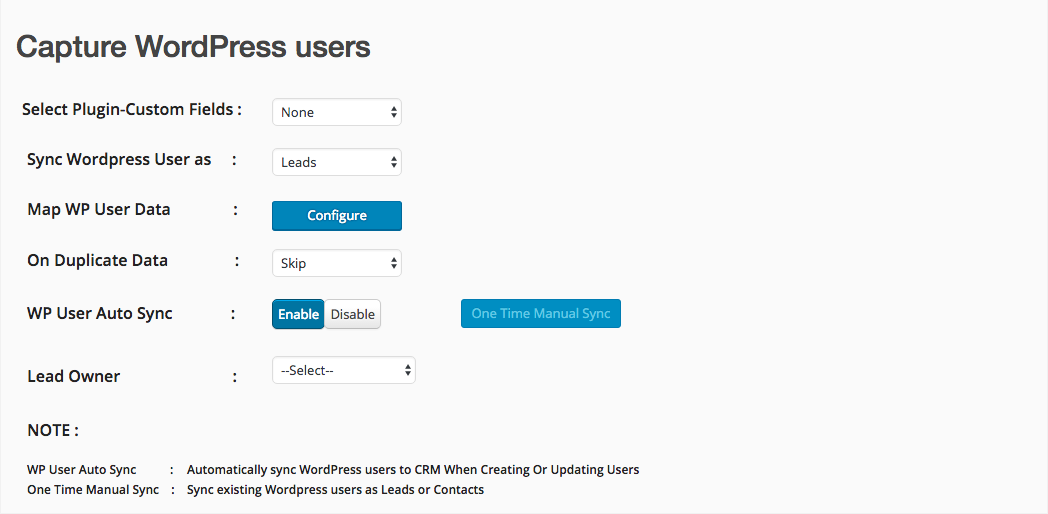 Capture WordPress users
Select Plugin-Custom Fields : None
Sync Wordpress User as : Leads
Map WP User Data : Configure
On Duplicate Data : Skip
WP User Auto Sync : Enable Disable One Time Manual Sync
Lead Owner : --Select--
NOTE :
WP User Auto Sync : Automatically sync WordPress users to CRM When Creating Or Updating Users
One Time Manual Sync : Sync existing Wordpress users as Leads or Contacts